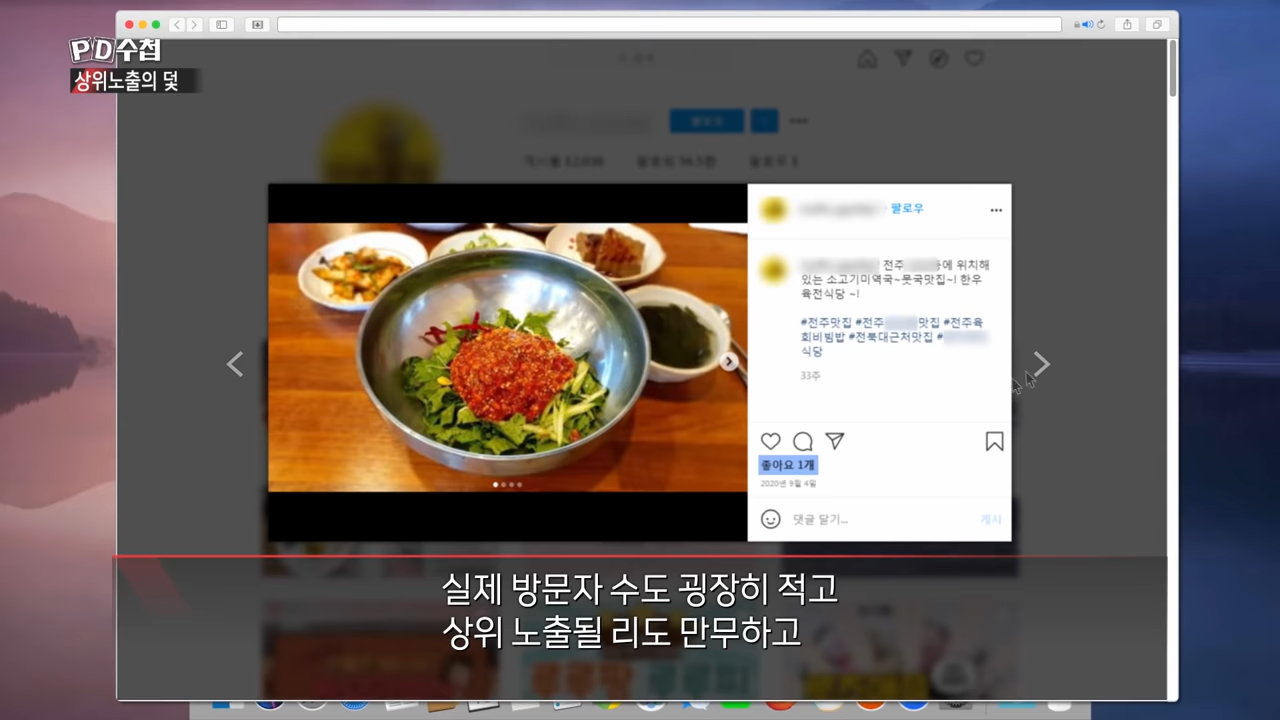 PD수첩
상위노출의 덫
팔로우
전주 에 위치해
있는 소고기미역국~뭇국맛집~! 한우
육전식당 ~!
#전주맛집 #전주 맛집 #전주육
회비빔밥 #전북대근처맛집 #
식당
33주
좋아요 1개
2020년 9월 4일
댓글 달기...
게시
실제 방문자 수도 굉장히 적고
상위 노출될 리도 만무하고